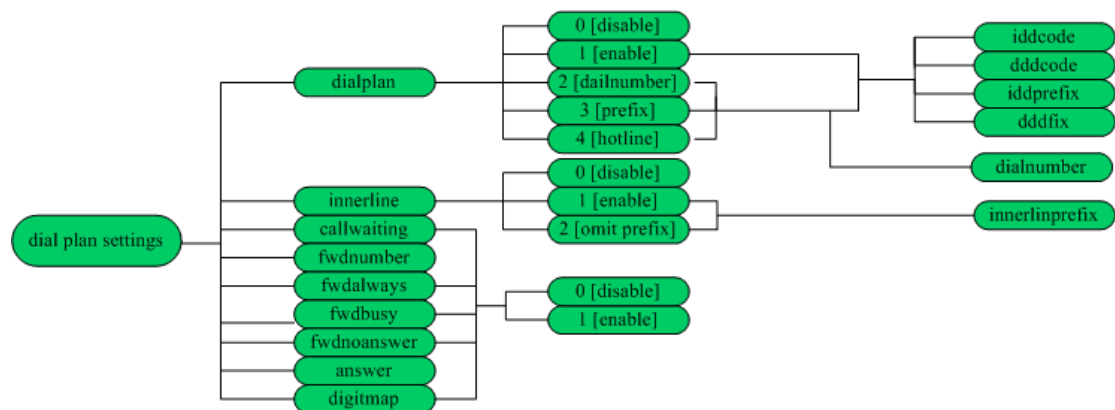 dial plan settings
dialplan
innerline
callwaiting
fwdnumber
fwdalways
fwdbusy
fwdnoanswer
answer
digitmap
0 [disable]
1 [enable]
2 [dailnumber]
3 [prefix]
4 [hotline]
0 [disable]
1 [enable]
2 [omit prefix]
0 [disable]
1 [enable]
iddcode
dddcode
iddprefix
dddfix
dialnumber
innerlinprefix